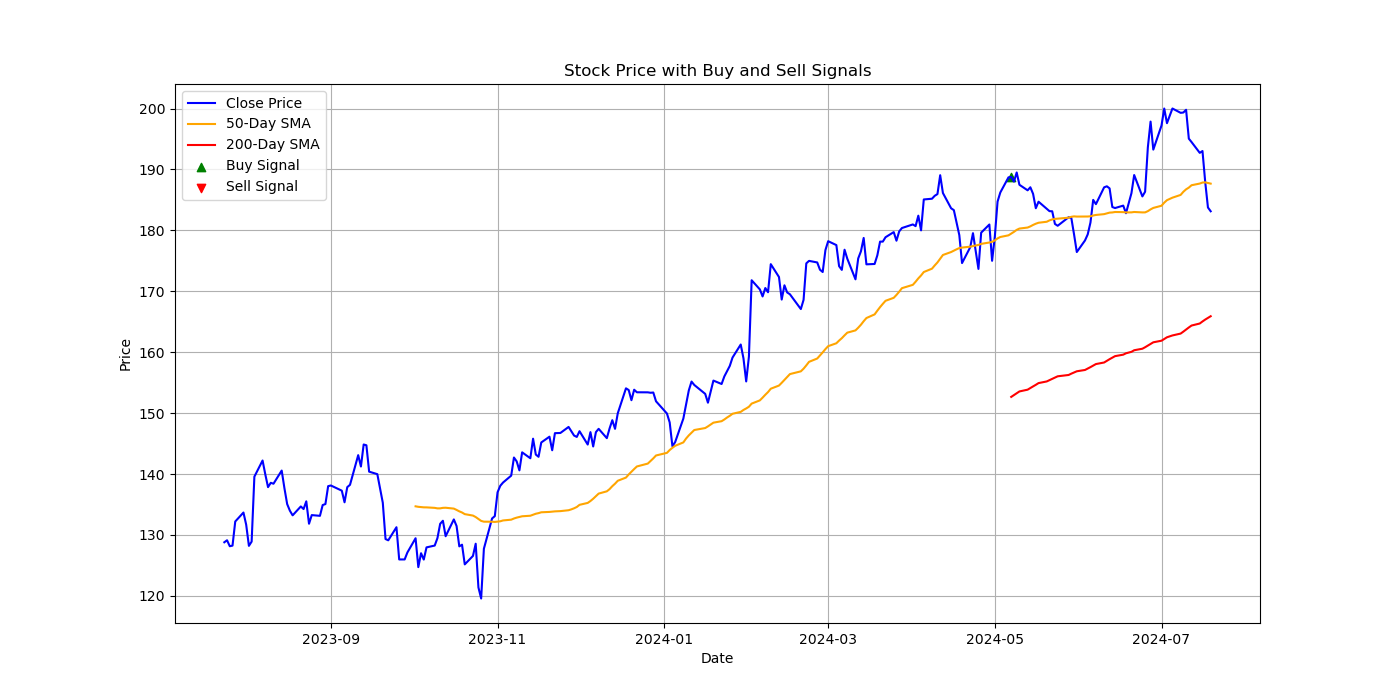 Stock Price with Buy and Sell Signals
Close Price
50-Day SMA
200-Day SMA
Buy Signal
Sell Signal
200
190
180
170
160
150
140
130
120
Price
2023-09 2023-11 2024-01 2024-03 2024-05 2024-07
Date